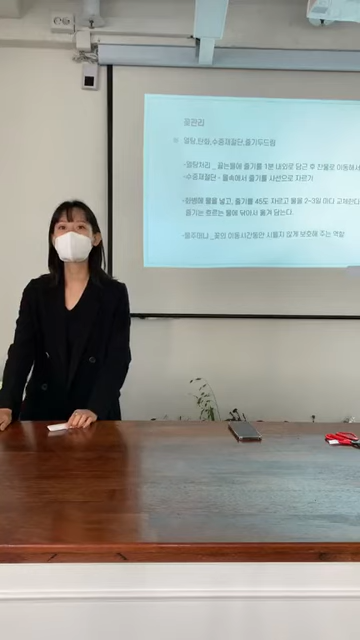 꽃관리
열탕,탄화,수중재절단,줄기두드림
-열탕처리 _ 끓는물에 줄기를 1분 내외로 담근 후 찬물로 이동해서
-수중재절단 - 물속에서 줄기를 사선으로 자르기
-화병에 물을 넣고, 줄기를 45도 자르고 물을 2~3일 마다 교체한다
줄기는 흐르는 물에 닦아서 옮겨 담는다.
-물주머니 _꽃의 이동시간동안 시들지 않게 보호해 주는 역할